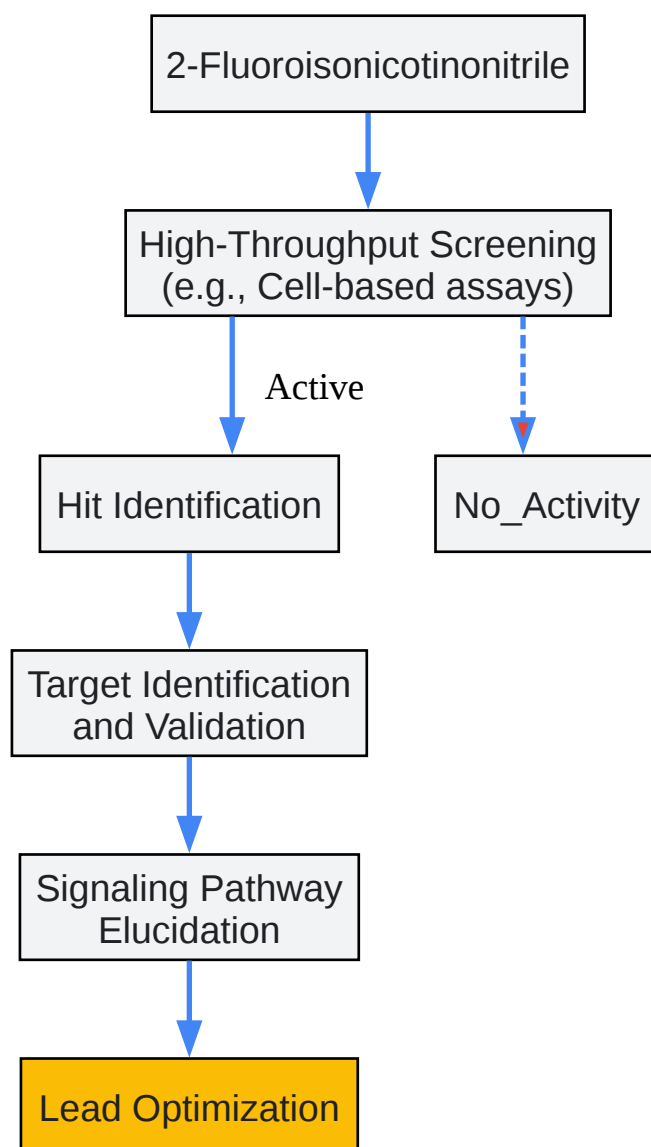 2-Fluoroisonicotinonitrile
High-Throughput Screening
(e.g., Cell-based assays)
Active
Hit Identification
No_Activity
Target Identification
and Validation
Signaling Pathway
Elucidation
Lead Optimization